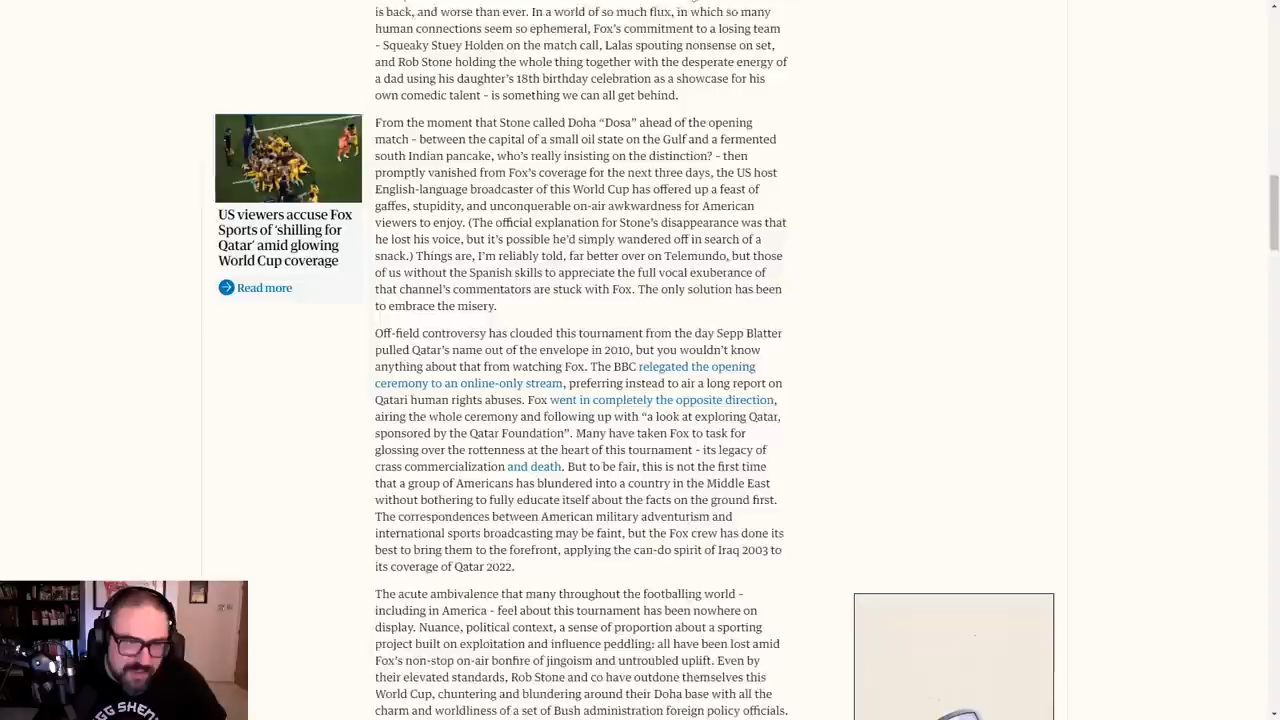 is back, and worse than ever. In a world of so much flux, in which so many
human connections seem so ephemeral, Fox's commitment to a losing team
- Squeaky Stuey Holden on the match call, Lalas spouting nonsense on set,
and Rob Stone holding the whole thing together with the desperate energy of
a dad using his daughter's 18th birthday celebration as a showcase for his
own comedic talent - is something we can all get behind.
From the moment that Stone called Doha “Dosa” ahead of the opening
match - between the capital of a small oil state on the Gulf and a fermented
south Indian pancake, who's really insisting on the distinction? - then
promptly vanished from Fox's coverage for the next three days, the US host
English-language broadcaster of this World Cup has offered up a feast of
gaffes, stupidity, and unconquerable on-air awkwardness for American
viewers to enjoy. (The official explanation for Stone's disappearance was that
he lost his voice, but it's possible he'd simply wandered off in search of a
snack.) Things are, I'm reliably told, far better over on Telemundo, but those
of us without the Spanish skills to appreciate the full vocal exuberance of
that channel's commentators are stuck with Fox. The only solution has been
to embrace the misery.
US viewers accuse Fox
Sports of ‘shilling for
Qatar’ amid glowing
World Cup coverage
Read more
Off-field controversy has clouded this tournament from the day Sepp Blatter
pulled Qatar's name out of the envelope in 2010, but you wouldn't know
anything about that from watching Fox. The BBC relegated the opening
ceremony to an online-only stream, preferring instead to air a long report on
Qatari human rights abuses. Fox went in completely the opposite direction,
airing the whole ceremony and following up with “a look at exploring Qatar,
sponsored by the Qatar Foundation”. Many have taken Fox to task for
glossing over the rottenness at the heart of this tournament - its legacy of
crass commercialization and death. But to be fair, this is not the first time
that a group of Americans has blundered into a country in the Middle East
without bothering to fully educate itself about the facts on the ground first.
The correspondences between American military adventurism and
international sports broadcasting may be faint, but the Fox crew has done its
best to bring them to the forefront, applying the can-do spirit of Iraq 2003 to
its coverage of Qatar 2022.
The acute ambivalence that many throughout the footballing world -
including in America - feel about this tournament has been nowhere on
display. Nuance, political context, a sense of proportion about a sporting
project built on exploitation and influence peddling: all have been lost amid
Fox's non-stop on-air bonfire of jingoism and untroubled uplift. Even by
their elevated standards, Rob Stone and co have outdone themselves this
World Cup, chuntering and blundering around their Doha base with all the
charm and worldliness of a set of Bush administration foreign policy officials.